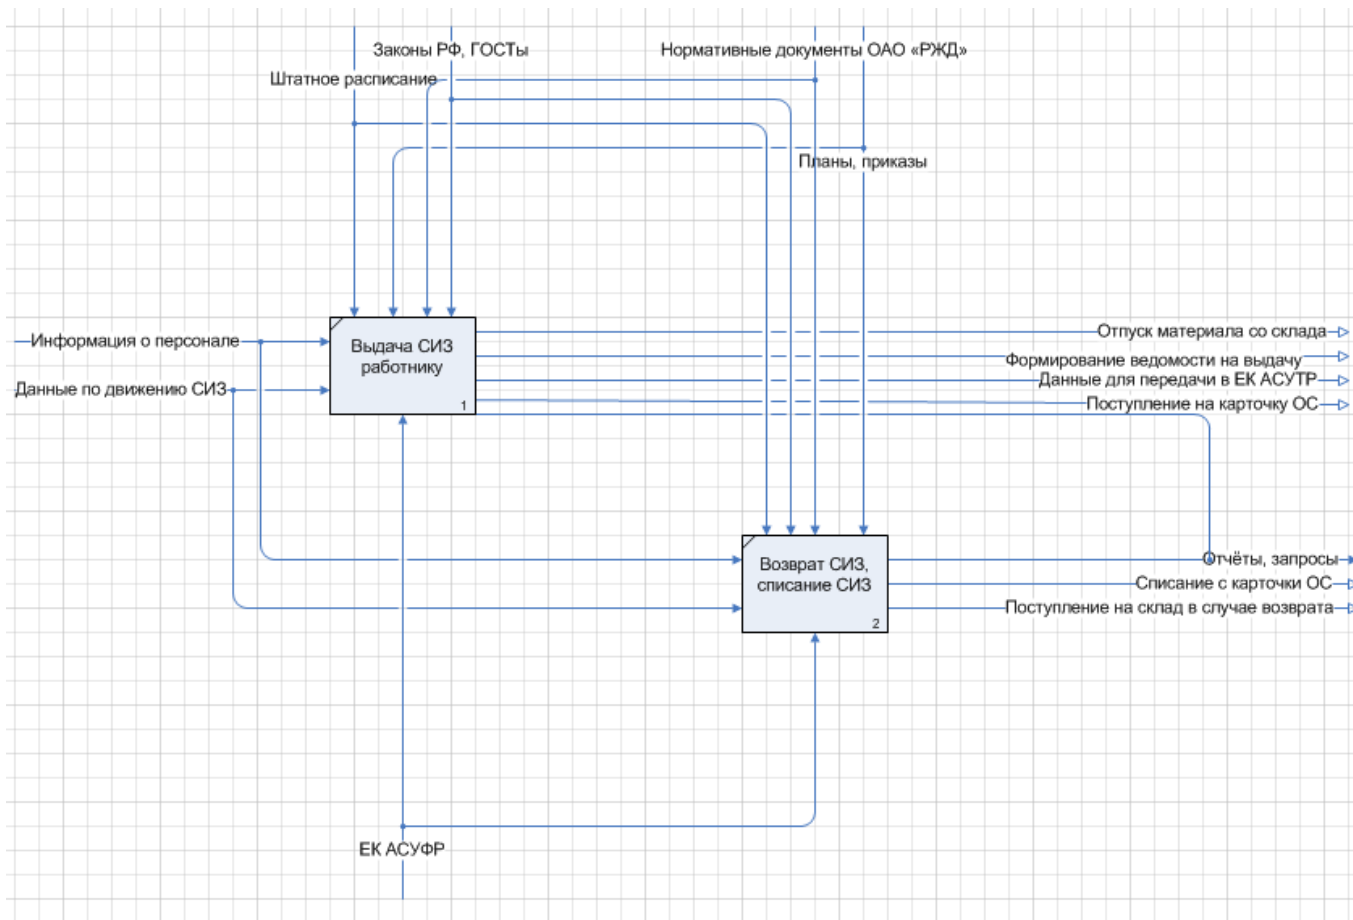 Законы РФ, ГОСТы
Нормативные документы ОАО «РЖД»
Штатное расписание
Планы, приказы
Информация о персонале
Данные по движению СИЗ
Выдача СИЗ
работнику
1
Отпуск материала со склада
Формирование ведомости на выдачу
Данные для передачи в ЕК АСУТР
Поступление на карточку ОС
Возврат СИЗ,
списание СИЗ
2
Отчёты, запросы
Списание с карточки ОС
Поступление на склад в случае возврата
ЕК АСУФР